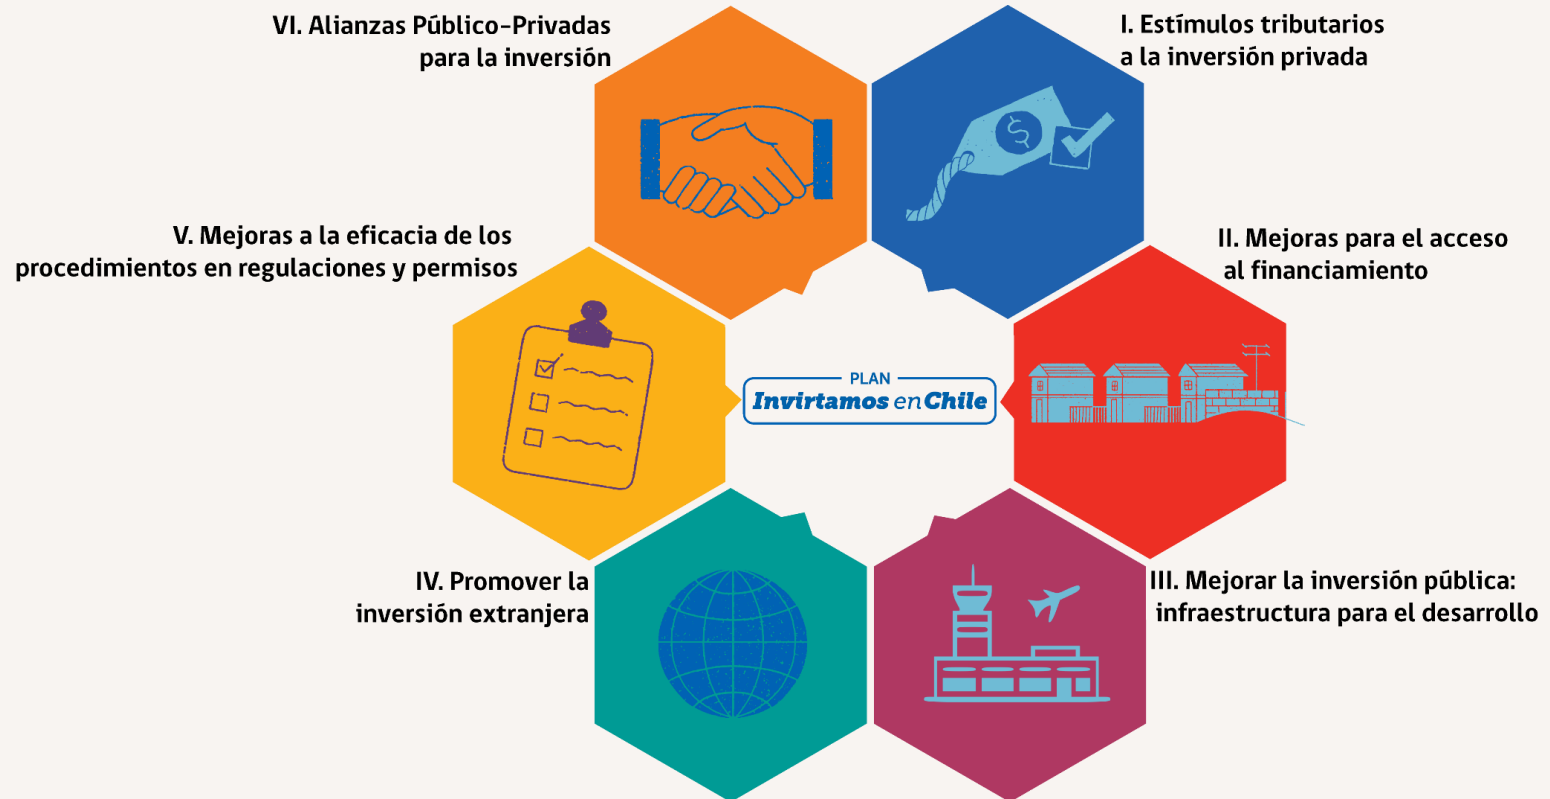 VI. Alianzas Público-Privadas
para la inversión
I. Estímulos tributarios
a la inversión privada
V. Mejoras a la eficacia de los
procedimientos en regulaciones y permisos
II. Mejoras para el acceso
al financiamiento
PLAN
Invirtamos en Chile
IV. Promover la
inversión extranjera
III. Mejorar la inversión pública:
infraestructura para el desarrollo
$